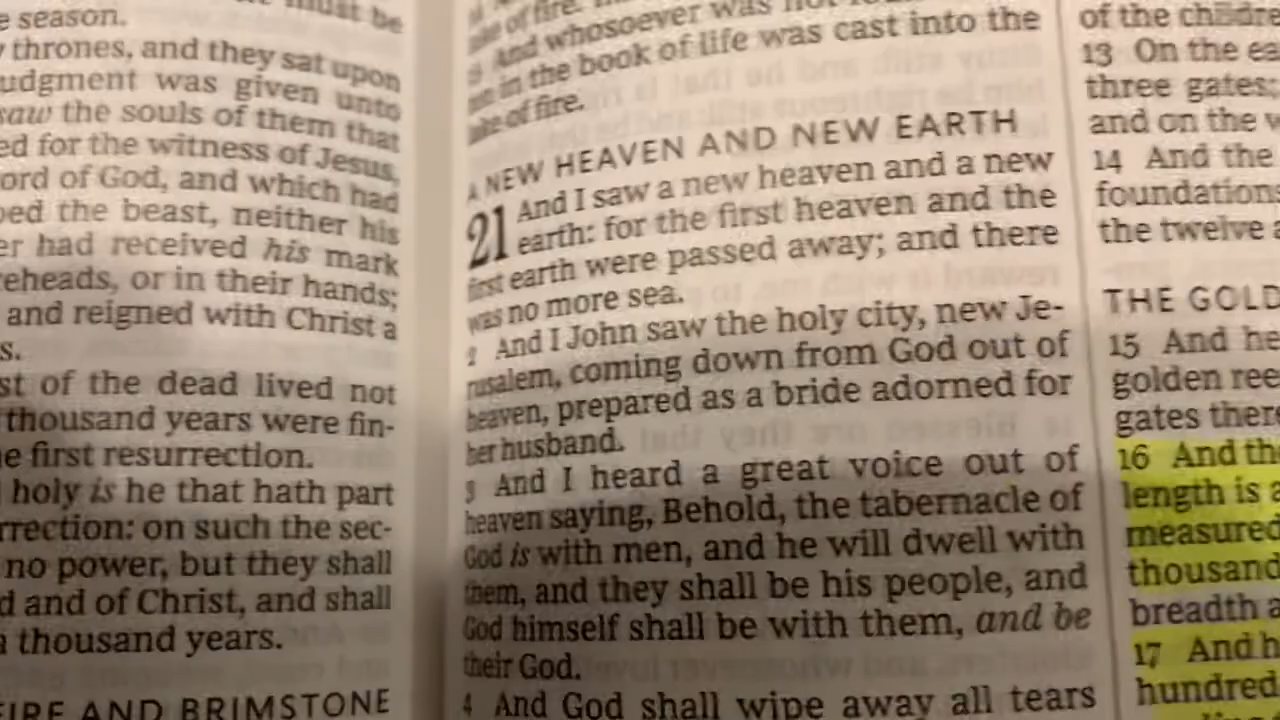 e season.
thrones, and they sat upon
udgment was given unto
saw the souls of them that
ed for the witness of Jesus,
ord of God, and which had
ped the beast, neither his
er had received his mark
reheads, or in their hands;
and reigned with Christ a
s.
st of the dead lived not
thousand years were fin-
e first resurrection.
holy is he that hath part
rrection: on such the sec-
no power, but they shall
d and of Christ, and shall
a thousand years.
FIRE AND BRIMSTONE
of fire.
And whosoever was not
in the book of life was cast into the
lake of fire.
A NEW HEAVEN AND NEW EARTH
21 And I saw a new heaven and a new
earth: for the first heaven and the
first earth were passed away; and there
was no more sea.
2 And I John saw the holy city, new Je-
rusalem, coming down from God out of
heaven, prepared as a bride adorned for
her husband.
3 And I heard a great voice out of
heaven saying, Behold, the tabernacle of
God is with men, and he will dwell with
them, and they shall be his people, and
God himself shall be with them, and be
their God.
4 And God shall wipe away all tears
of the childre
13 On the ea
three gates;
and on the w
14 And the
foundations
the twelve a
THE GOLD
15 And he
golden ree
gates there
16 And th
length is a
measured
thousand
breadth a
17 And h
hundred